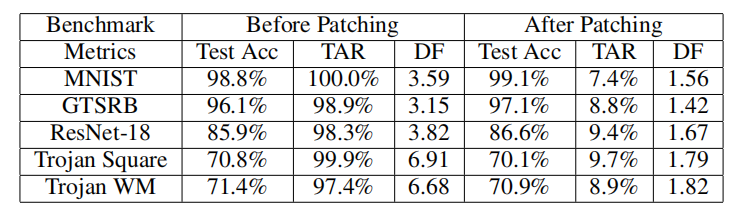 Benchmark Before Patching After Patching
Metrics Test Acc TAR DF Test Acc TAR DF
MNIST 98.8% 100.0% 3.59 99.1% 7.4% 1.56
GTSRB 96.1% 98.9% 3.15 97.1% 8.8% 1.42
ResNet-18 85.9% 98.3% 3.82 86.6% 9.4% 1.67
Trojan Square 70.8% 99.9% 6.91 70.1% 9.7% 1.79
Trojan WM 71.4% 97.4% 6.68 70.9% 8.9% 1.82